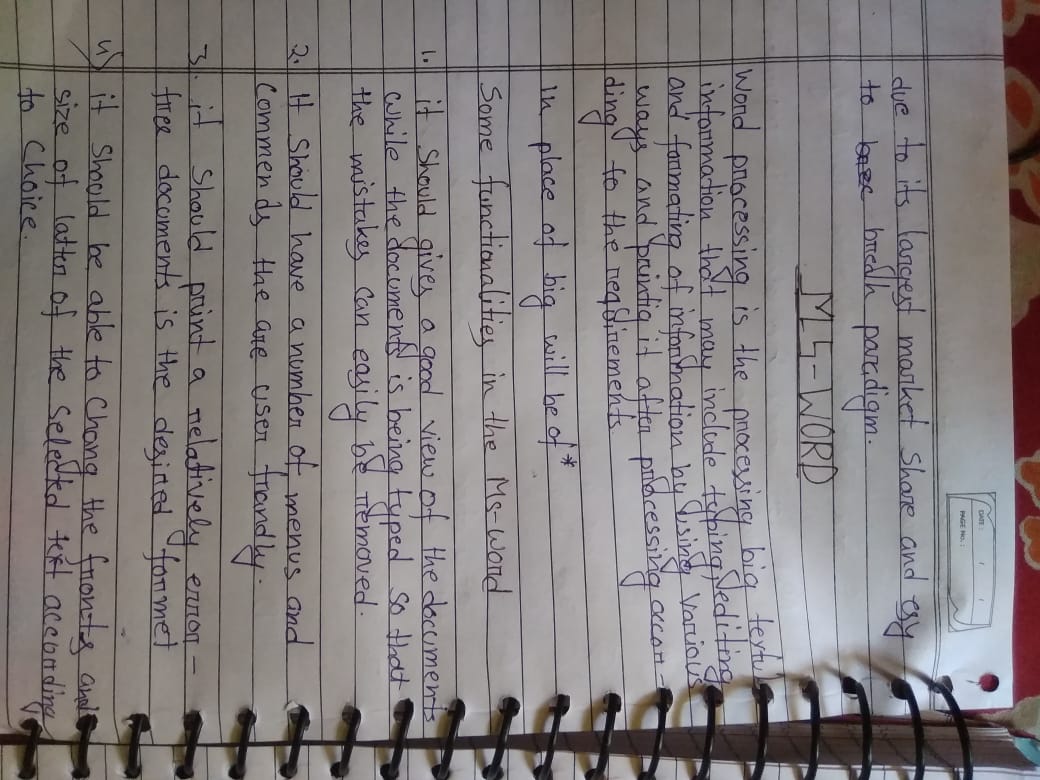 DATE: / /
PAGE NO.:
due to its largest market share and esy
to breath paradigm.
MS-WORD
Word processing is the processing big textul
information that may include typing, editing
and formating of information by using various
ways and printig it after processing accor-
ding to the requirements
in place of big will be of*
Some functionalities in the Ms-word
1. it should gives a good view of the documents
while the documents is being typed so that
the mistakes can easily be removed.
2. It should have a number of menus and
commends the are user friendly.
3. it should print a relatively error-
free documents is the desired formet
4) it should be able to chang the fronts and
size of latter of the selected text according
to choice.